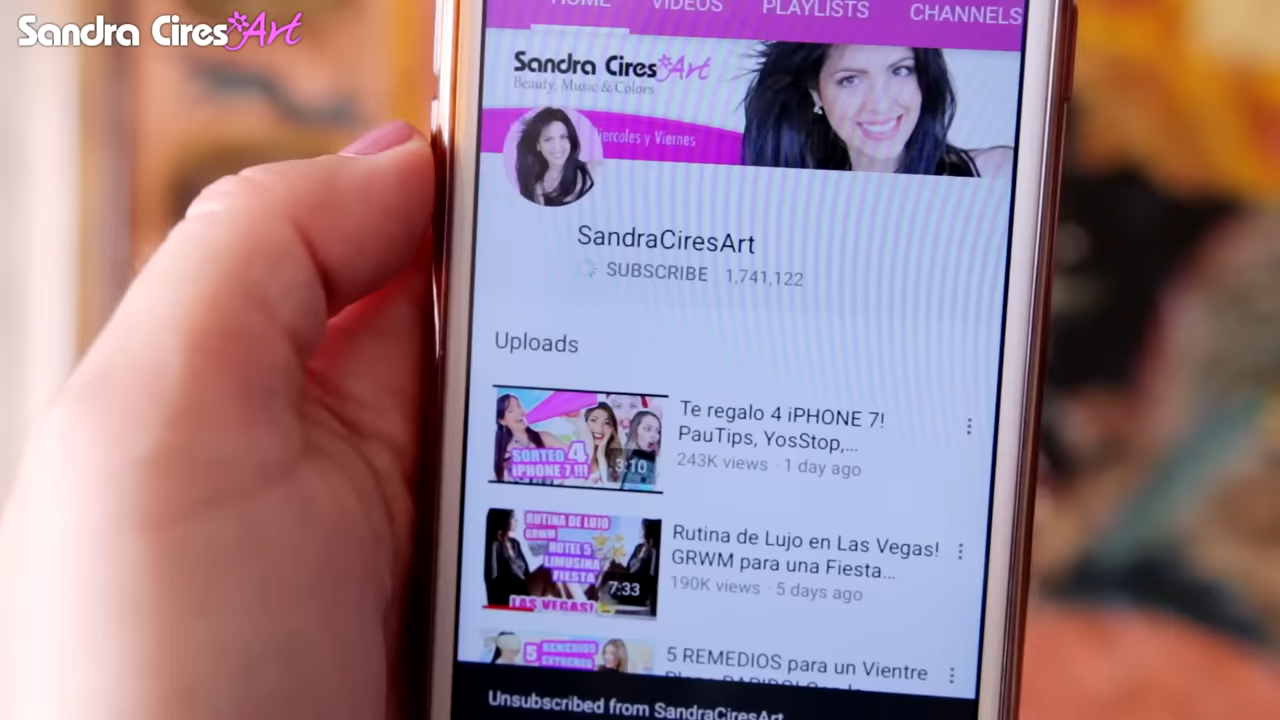 Sandra Cires Art
HOME VIDEOS PLAYLISTS CHANNELS
Sandra Cires Art
Beauty, Music & Colors
iercoles y Viernes
SandraCiresArt
SUBSCRIBE 1,741,122
Uploads
SORTEO 4
iPHONE 7 !!!
3:10
Te regalo 4 iPHONE 7!
PauTips, YosStop,...
243K views · 1 day ago
RUTINA DE LUJO
GRWM
HOTEL 5
LIMUSINA
FIESTA
7:33
LAS VEGAS!
Rutina de Lujo en Las Vegas!
GRWM para una Fiesta...
190K views · 5 days ago
5 REMEDIOS
EXTREMOS
5 REMEDIOS para un Vientre
Unsubscribed from SandraCiresArt